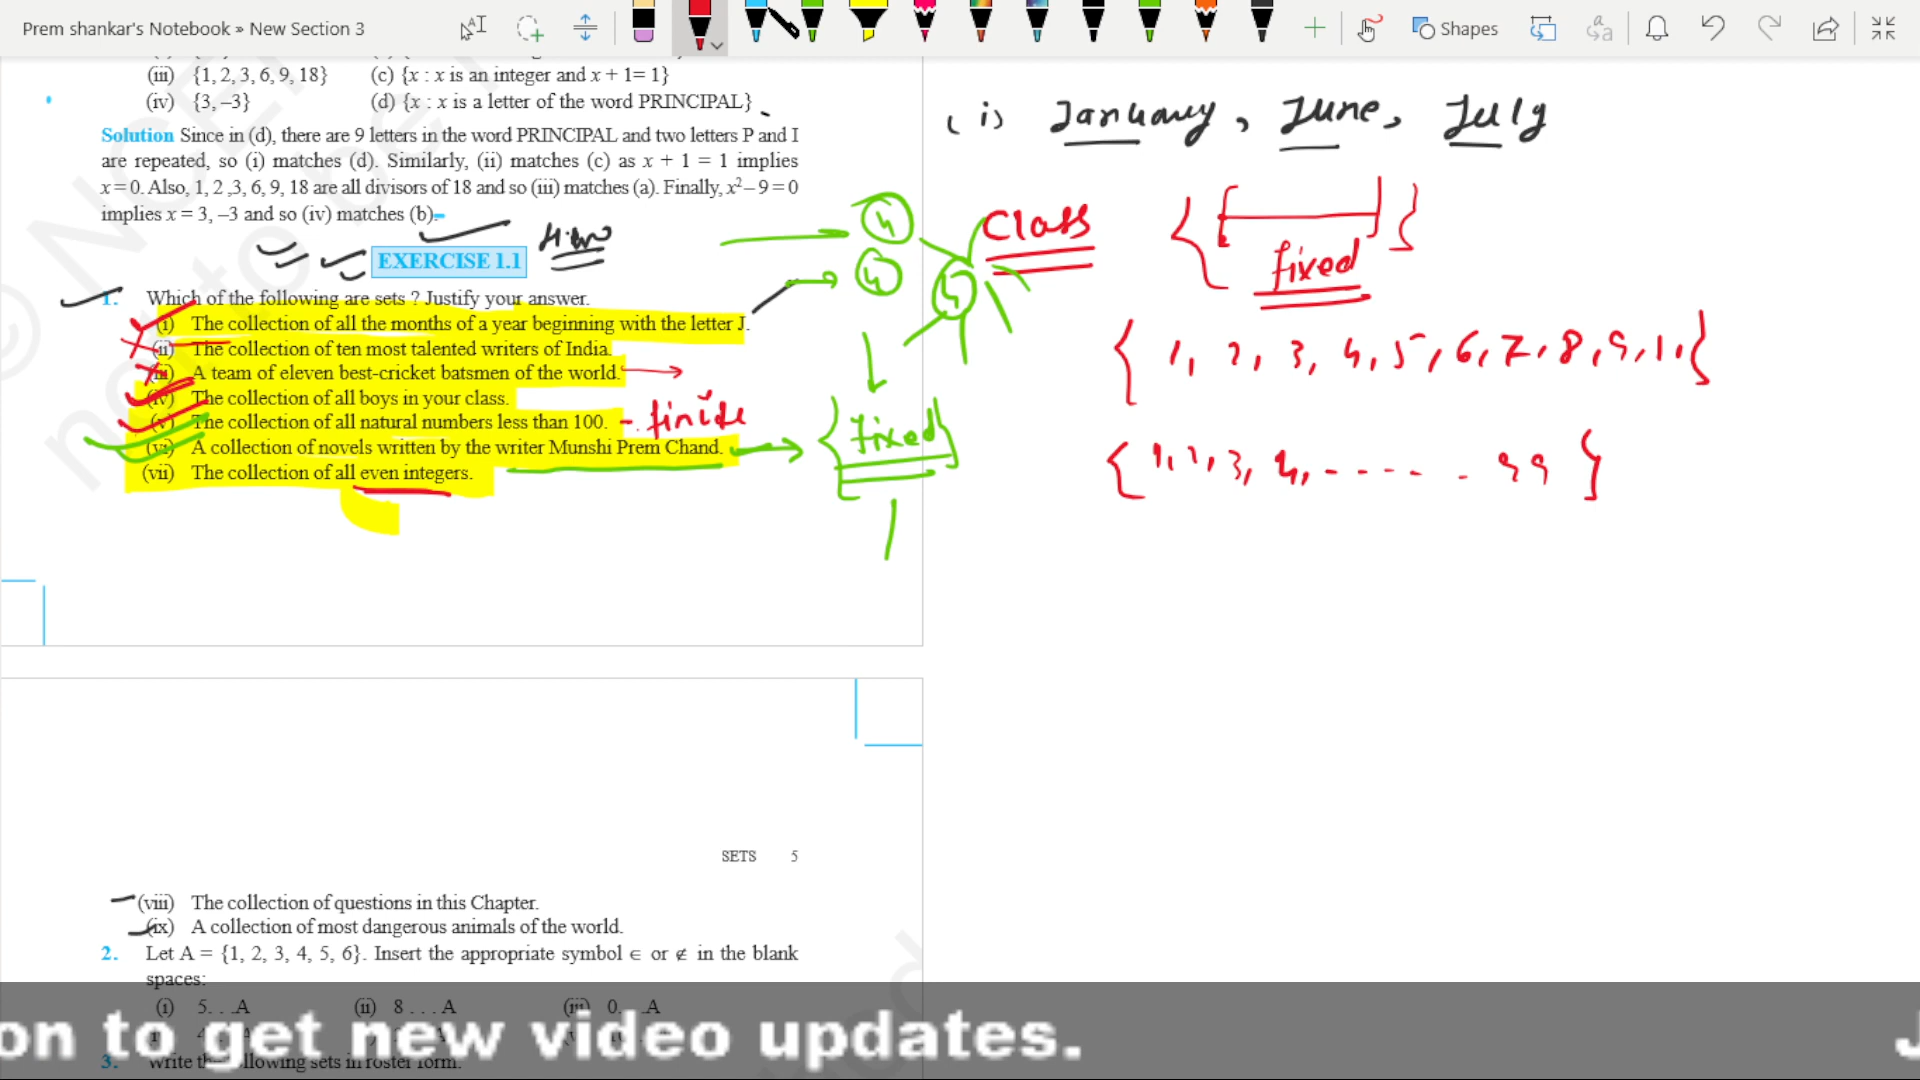 Prem shankar's Notebook » New Section 3
Shapes
(iii) {1, 2, 3, 6, 9, 18} (c) {x : x is an integer and x + 1= 1}
(iv) {3, –3} (d) {x : x is a letter of the word PRINCIPAL}
Solution Since in (d), there are 9 letters in the word PRINCIPAL and two letters P and I
are repeated, so (i) matches (d). Similarly, (ii) matches (c) as x + 1 = 1 implies
x = 0. Also, 1, 2 ,3, 6, 9, 18 are all divisors of 18 and so (iii) matches (a). Finally, x² – 9 = 0
implies x = 3, –3 and so (iv) matches (b).
EXERCISE 1.1
1. Which of the following are sets ? Justify your answer.
(i) The collection of all the months of a year beginning with the letter J.
(ii) The collection of ten most talented writers of India.
(iii) A team of eleven best-cricket batsmen of the world.
(iv) The collection of all boys in your class.
(v) The collection of all natural numbers less than 100. - finite
(vi) A collection of novels written by the writer Munshi Prem Chand.
(vii) The collection of all even integers.
(i) January, June, July
Class
{ fixed }
{ 1, 2, 3, 4, 5, 6, 7, 8, 9, 1, }
{ fixed }
{ 1, 2, 3, 4, - - - - . 99 }
SETS 5
(viii) The collection of questions in this Chapter.
(ix) A collection of most dangerous animals of the world.
2. Let A = {1, 2, 3, 4, 5, 6}. Insert the appropriate symbol ∈ or ∉ in the blank
spaces:
(i) 5. . .A (ii) 8 . . . A (iii) 0. . .A
on to get new video updates. J
3. Write the following sets in roster form: